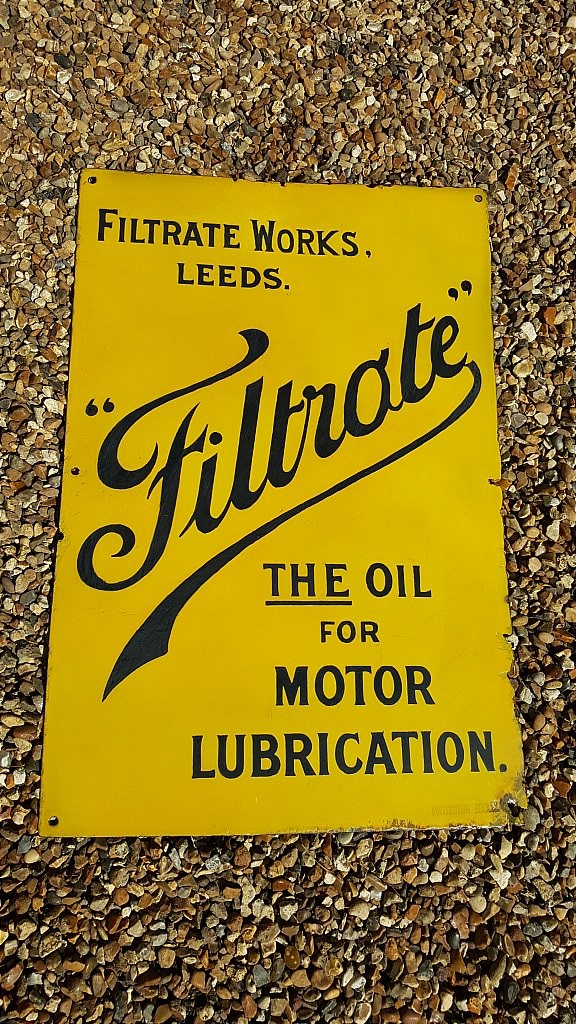 FILTRATE WORKS,
LEEDS.
“Filtrate”
THE OIL
FOR
MOTOR
LUBRICATION.